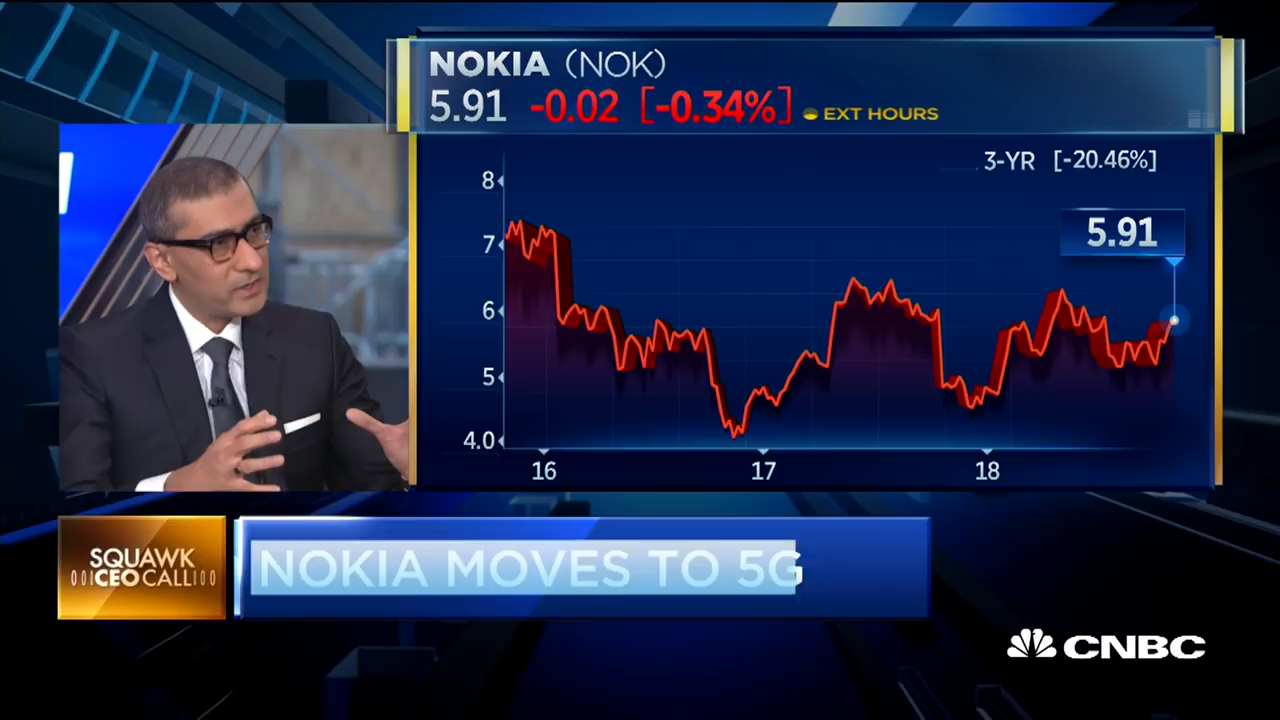 NOKIA (NOK)
5.91 -0.02 [-0.34%] EXT HOURS
3-YR [-20.46%]
5.91
8
7
6
5
4.0
16 17 18
SQUAWK
CEO CALL
NOKIA MOVES TO 5G
CNBC